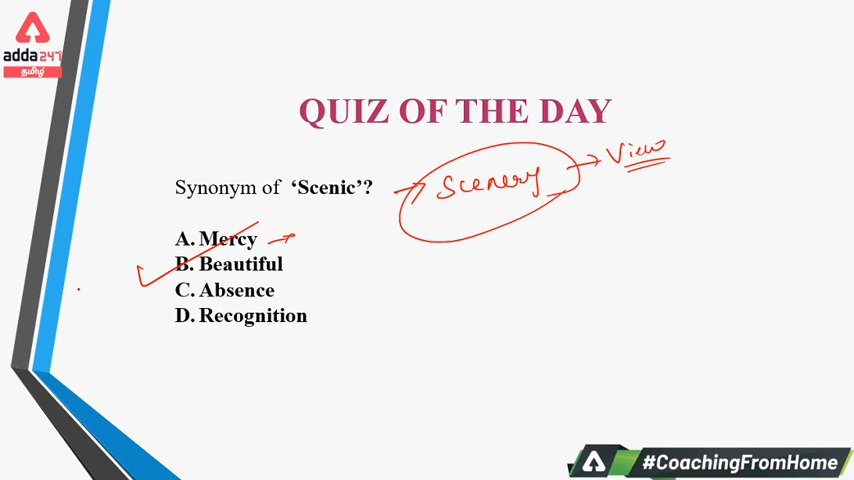 adda247
தமிழ்
QUIZ OF THE DAY
Synonym of ‘Scenic’?
Scenery
View
A. Mercy
B. Beautiful
C. Absence
D. Recognition
#CoachingFromHome